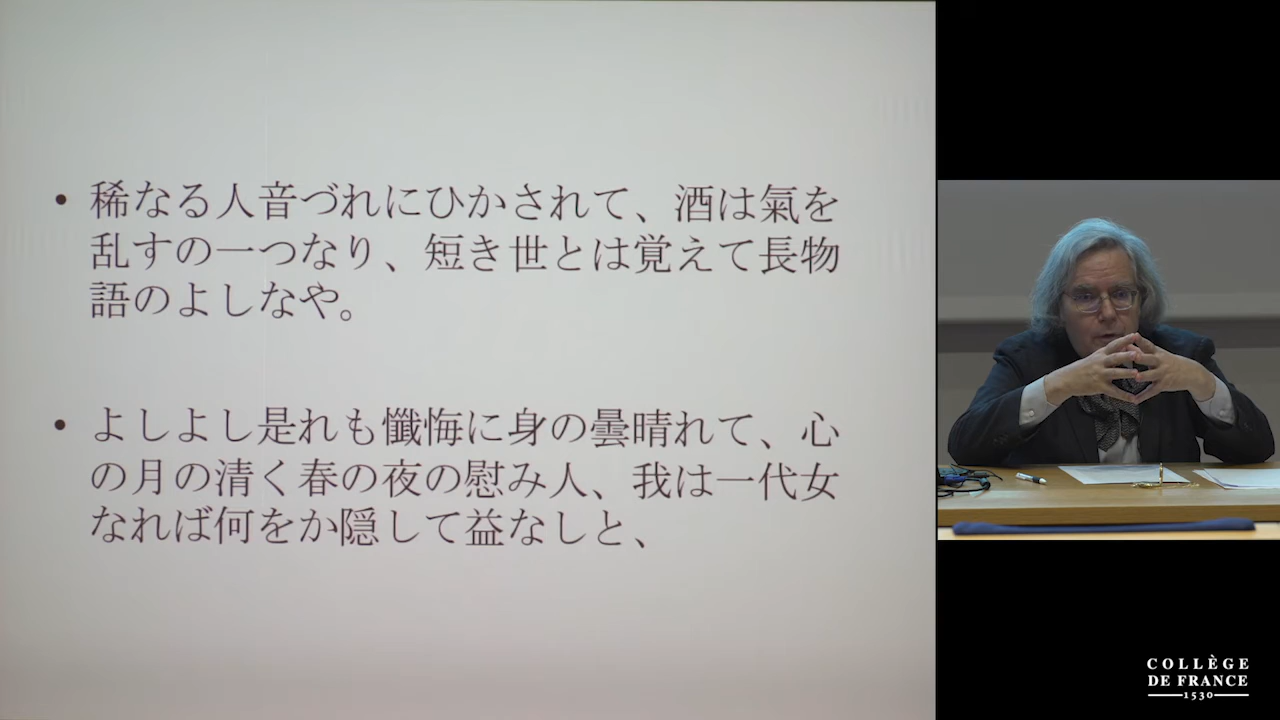 • 稀なる人音づれにひかされて、酒は氣を
乱すの一つなり、短き世とは覚えて長物
語のよしなや。
• よしよし是れも懺悔に身の曇晴れて、心
の月の清く春の夜の慰み人、我は一代女
なれば何をか隠して益なしと、
COLLÈGE
DE FRANCE
1530